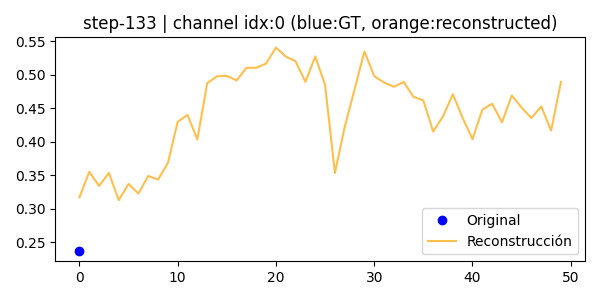 step-133 | channel idx:0 (blue:GT, orange:reconstructed)
0.55
0.50
0.45
0.40
0.35
0.30
0.25
Original
Reconstrucción
0 10 20 30 40 50